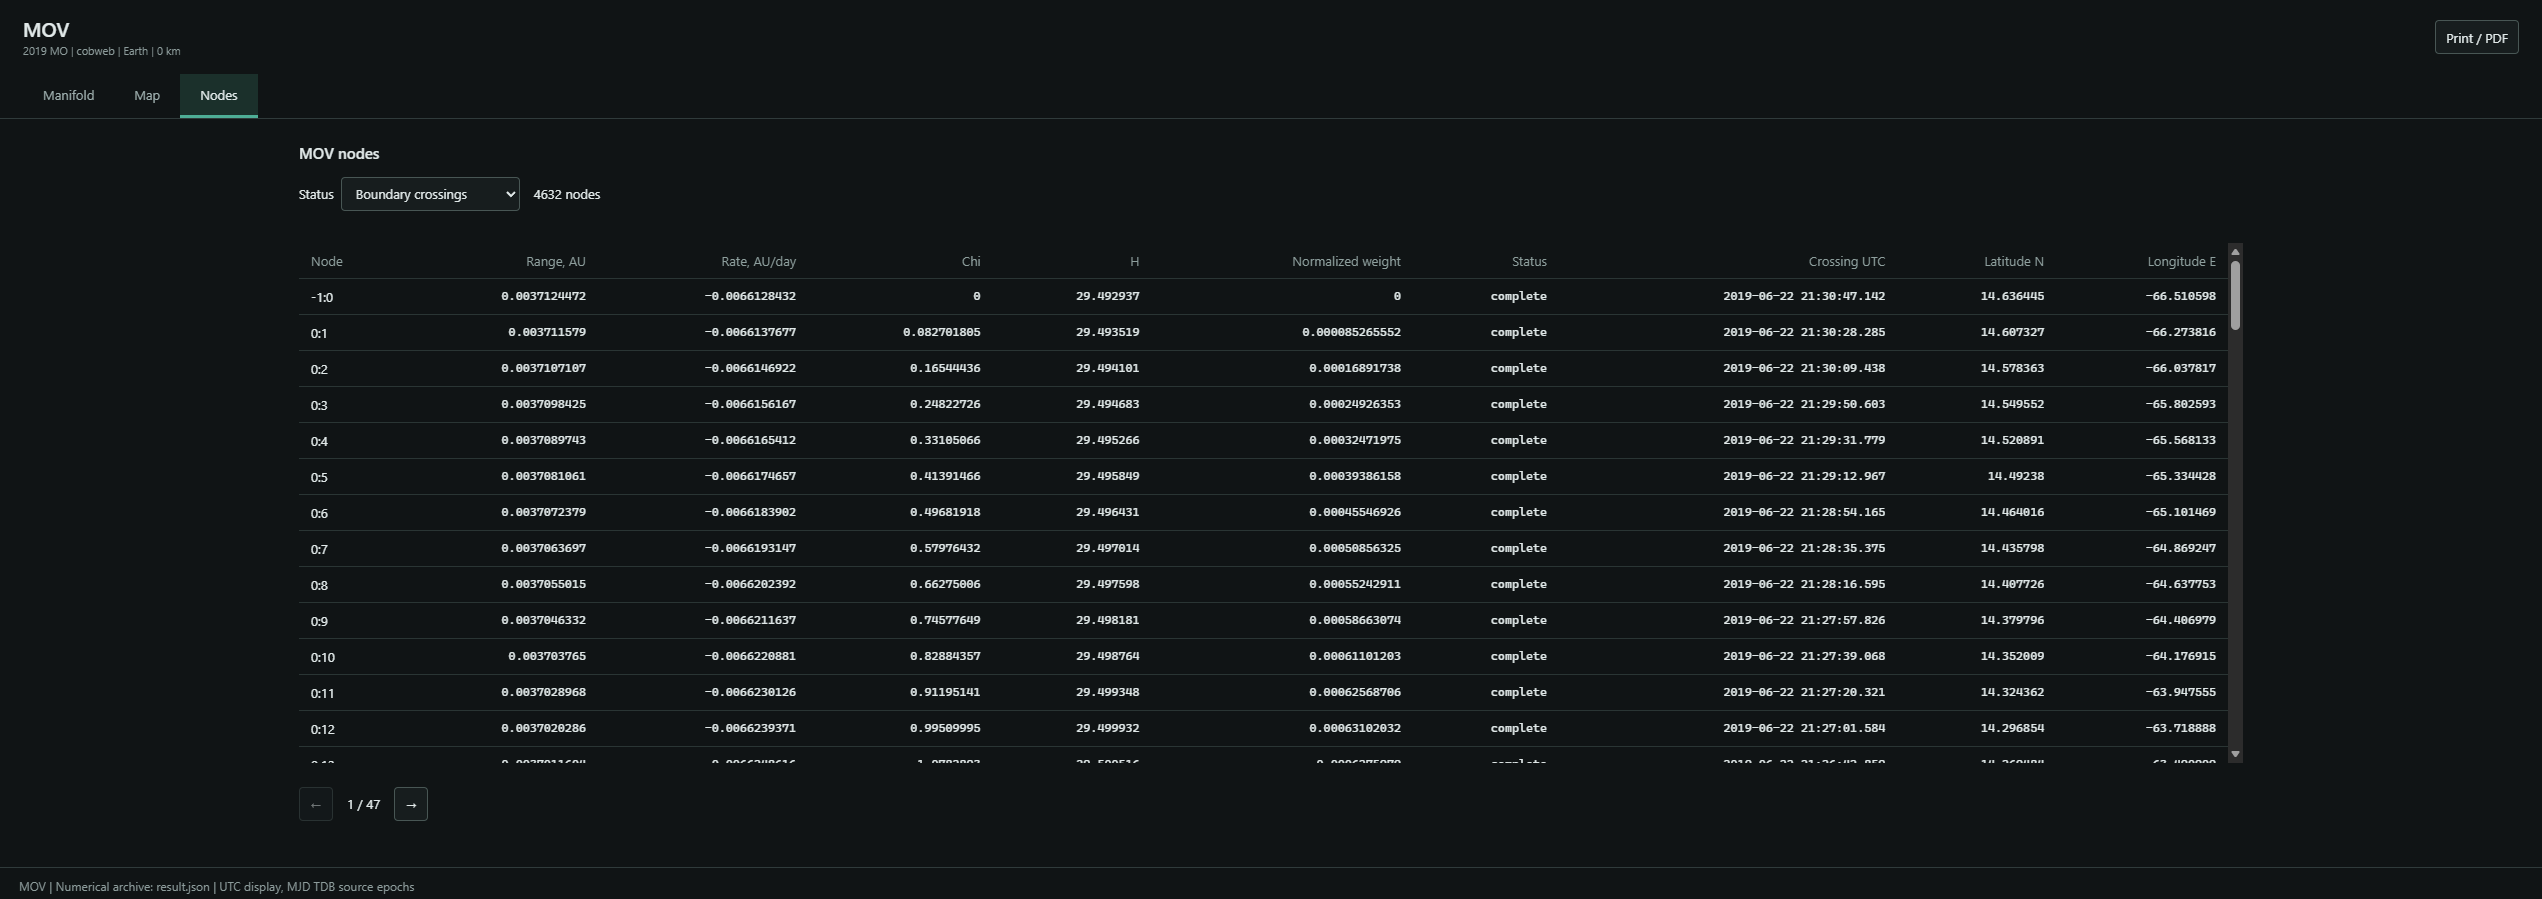 MOV
2019 MO | cobweb | Earth | 0 km
Print / PDF
Manifold Map Nodes
MOV nodes
Status Boundary crossings 4632 nodes
Node Range, AU Rate, AU/day Chi H Normalized weight Status Crossing UTC Latitude N Longitude E
-1:0 0.0037124472 −0.0066128432 0 29.492937 0 complete 2019-06-22 21:30:47.142 14.636445 −66.510598
0:1 0.003711579 −0.0066137677 0.082701805 29.493519 0.000085265552 complete 2019-06-22 21:30:28.285 14.607327 −66.273816
0:2 0.0037107107 −0.0066146922 0.16544436 29.494101 0.00016891738 complete 2019-06-22 21:30:09.438 14.578363 −66.037817
0:3 0.0037098425 −0.0066156167 0.24822726 29.494683 0.00024926353 complete 2019-06-22 21:29:50.603 14.549552 −65.802593
0:4 0.0037089743 −0.0066165412 0.33105066 29.495266 0.00032471975 complete 2019-06-22 21:29:31.779 14.520891 −65.568133
0:5 0.0037081061 −0.0066174657 0.41391466 29.495849 0.00039386158 complete 2019-06-22 21:29:12.967 14.49238 −65.334428
0:6 0.0037072379 −0.0066183902 0.49681918 29.496431 0.00045546926 complete 2019-06-22 21:28:54.165 14.464016 −65.101469
0:7 0.0037063697 −0.0066193147 0.57976432 29.497014 0.00050856325 complete 2019-06-22 21:28:35.375 14.435798 −64.869247
0:8 0.0037055015 −0.0066202392 0.66275006 29.497598 0.00055242911 complete 2019-06-22 21:28:16.595 14.407726 −64.637753
0:9 0.0037046332 −0.0066211637 0.74577649 29.498181 0.00058663074 complete 2019-06-22 21:27:57.826 14.379796 −64.406979
0:10 0.003703765 −0.0066220881 0.82884357 29.498764 0.00061101203 complete 2019-06-22 21:27:39.068 14.352009 −64.176915
0:11 0.0037028968 −0.0066230126 0.91195141 29.499348 0.00062568706 complete 2019-06-22 21:27:20.321 14.324362 −63.947555
0:12 0.0037020286 −0.0066239371 0.99509995 29.499932 0.00063102032 complete 2019-06-22 21:27:01.584 14.296854 −63.718888
← 1 / 47 →
MOV | Numerical archive: result.json | UTC display, MJD TDB source epochs